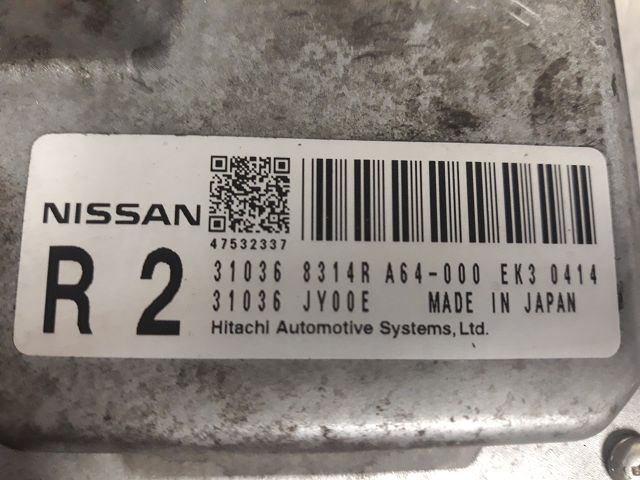 NISSAN
47532337
R 2
31036 8314R A64-000 EK3 0414
31036 JY00E MADE IN JAPAN
Hitachi Automotive Systems, Ltd.